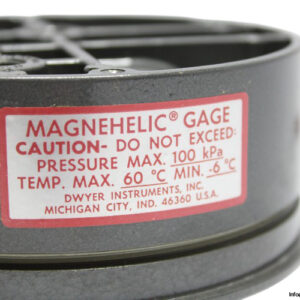 MAGNEHELIC® GAGE
CAUTION- DO NOT EXCEED:
PRESSURE MAX. 100 kPa
TEMP. MAX. 60 °C MIN. -6 °C
DWYER INSTRUMENTS, INC.
MICHIGAN CITY, IND. 46360 U.S.A.